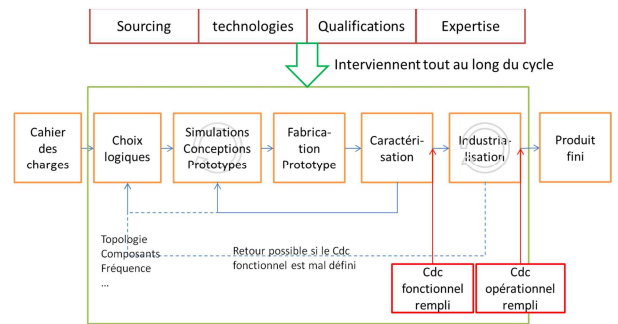 Sourcing technologies Qualifications Expertise
Interviennent tout au long du cycle
Cahier
des
charges
Choix
logiques
Simulations
Conceptions
Prototypes
Fabrica-
tion
Prototype
Caractéri-
sation
Industria-
lisation
Produit
fini
Topologie
Composants
Fréquence
...
Retour possible si le Cdc
fonctionnel est mal défini
Cdc
fonctionnel
rempli
Cdc
opérationnel
rempli